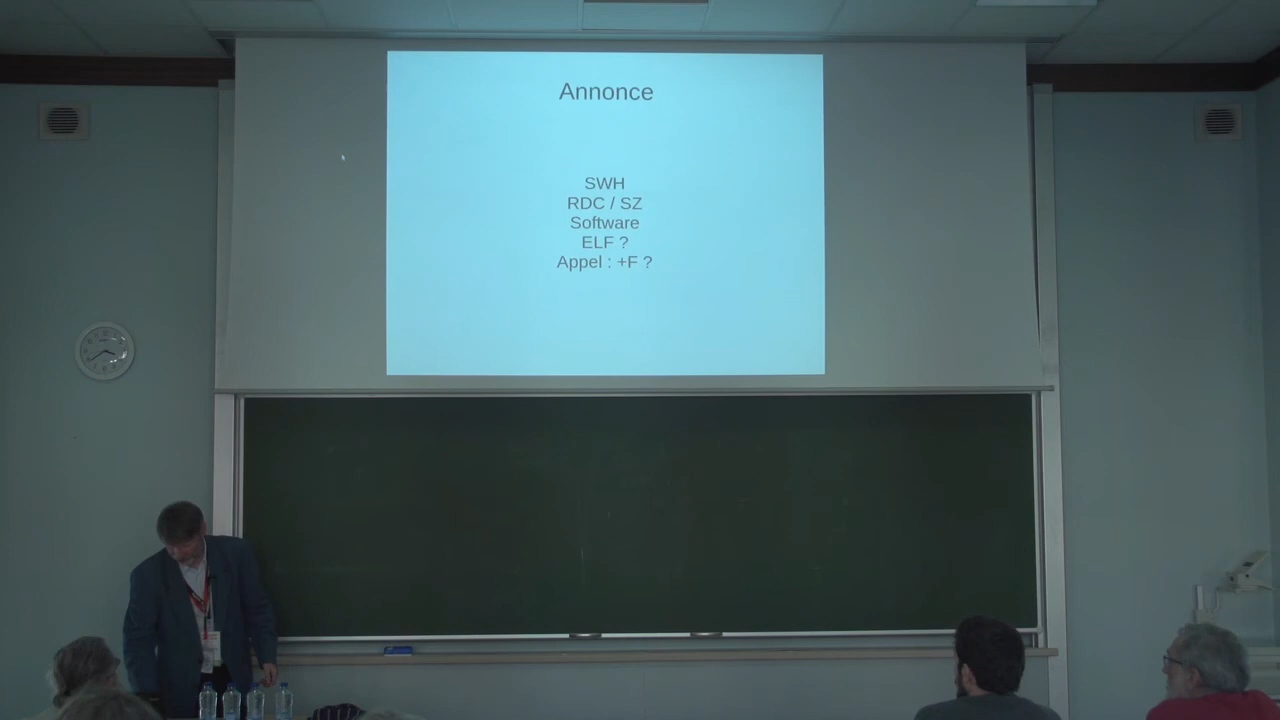 Annonce
SWH
RDC / SZ
Software
ELF ?
Appel : +F ?